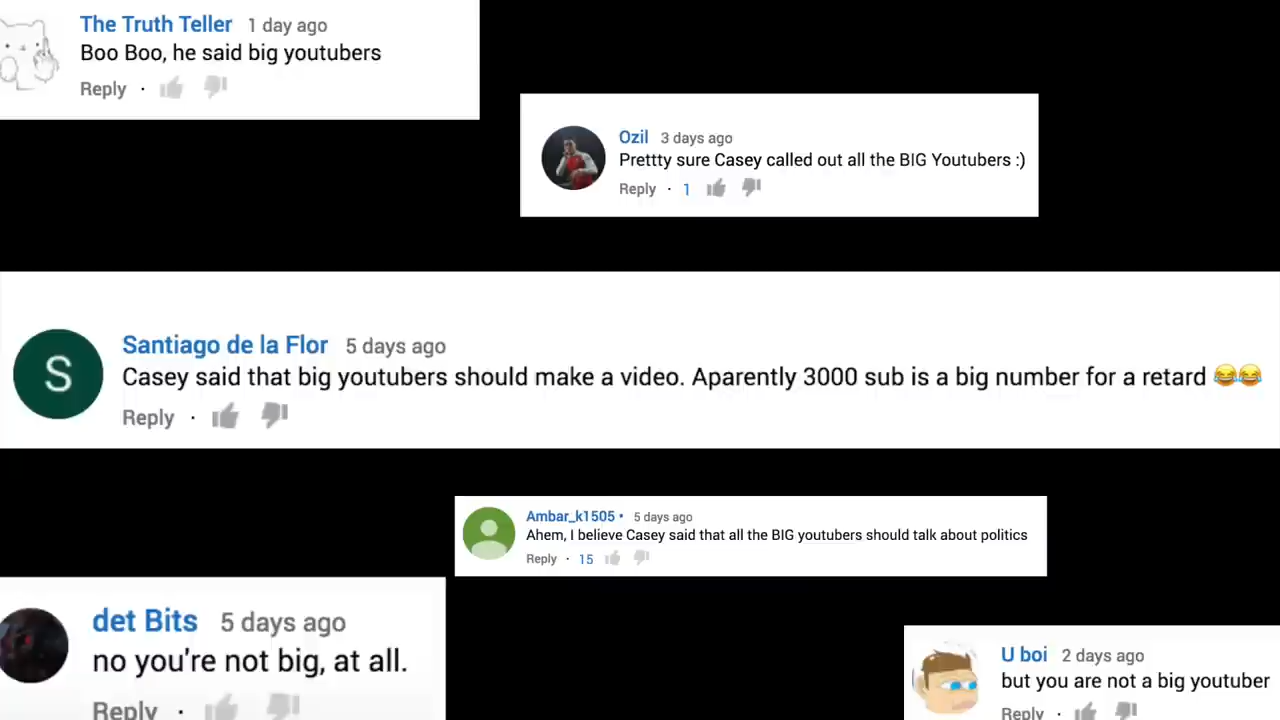 The Truth Teller 1 day ago
Boo Boo, he said big youtubers
Reply ·
Ozil 3 days ago
Prettty sure Casey called out all the BIG Youtubers :)
Reply · 1
S
Santiago de la Flor 5 days ago
Casey said that big youtubers should make a video. Aparently 3000 sub is a big number for a retard 😂😂
Reply ·
Ambar_k1505 • 5 days ago
Ahem, I believe Casey said that all the BIG youtubers should talk about politics
Reply · 15
det Bits 5 days ago
no you're not big, at all.
Reply ·
U boi 2 days ago
but you are not a big youtuber
Reply ·